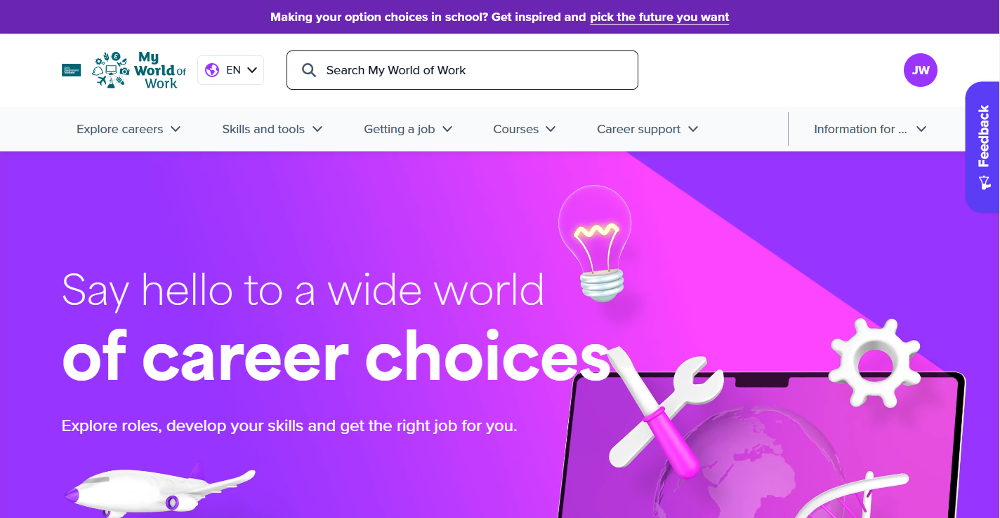 Making your option choices in school? Get inspired and pick the future you want
My
World Of
Work
EN
Search My World of Work
JW
Explore careers
Skills and tools
Getting a job
Courses
Career support
Information for ...
Feedback
Say hello to a wide world
of career choices
Explore roles, develop your skills and get the right job for you.